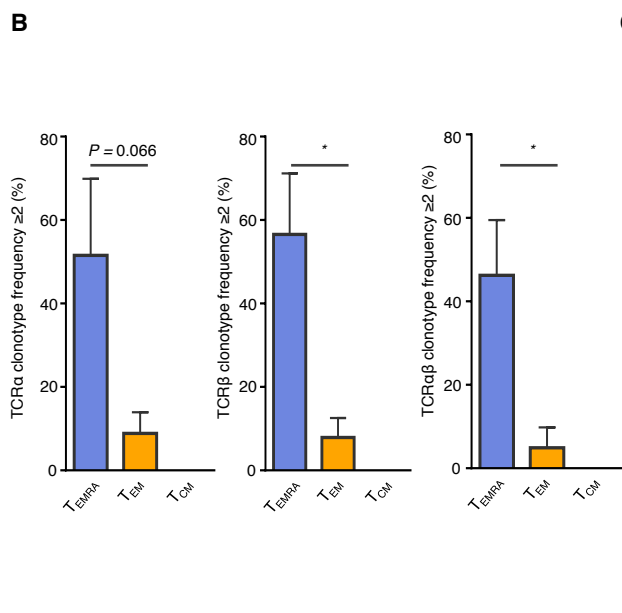 B
TCRα clonotype frequency ≥2 (%)
80
60
40
20
0
P = 0.066
TEMRA
TEM
TCM
TCRβ clonotype frequency ≥2 (%)
80
60
40
20
0
*
TEMRA
TEM
TCM
TCRαβ clonotype frequency ≥2 (%)
80
60
40
20
0
*
TEMRA
TEM
TCM